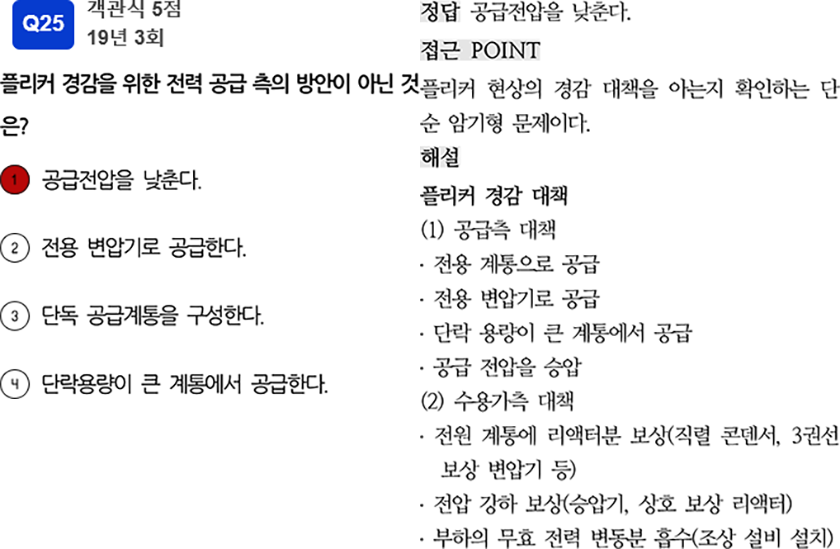 Q25
객관식 5점
19년 3회
플리커 경감을 위한 전력 공급 측의 방안이 아닌 것
은?
1 공급전압을 낮춘다.
2 전용 변압기로 공급한다.
3 단독 공급계통을 구성한다.
4 단락용량이 큰 계통에서 공급한다.
정답 공급전압을 낮춘다.
접근 POINT
플리커 현상의 경감 대책을 아는지 확인하는 단
순 암기형 문제이다.
해설
플리커 경감 대책
(1) 공급측 대책
· 전용 계통으로 공급
· 전용 변압기로 공급
· 단락 용량이 큰 계통에서 공급
· 공급 전압을 승압
(2) 수용가측 대책
· 전원 계통에 리액터분 보상(직렬 콘덴서, 3권선
보상 변압기 등)
· 전압 강하 보상(승압기, 상호 보상 리액터)
· 부하의 무효 전력 변동분 흡수(조상 설비 설치)